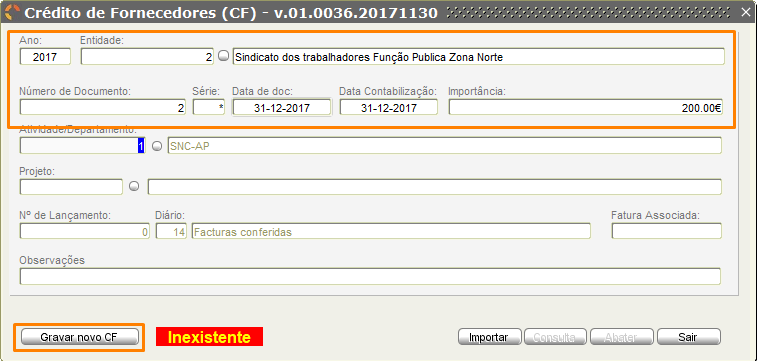 Crédito de Fornecedores (CF) - v.01.0036.20171130
Ano: Entidade:
2017 2 Sindicato dos trabalhadores Função Publica Zona Norte
Número de Documento: Série: Data de doc: Data Contabilização: Importância:
2 * 31-12-2017 31-12-2017 200.00€
Atividade/Departamento:
1 SNC-AP
Projeto:
Nº de Lançamento: Diário: Fatura Associada:
0 14 Facturas conferidas
Observações
Gravar novo CF Inexistente Importar Consulta Abater Sair